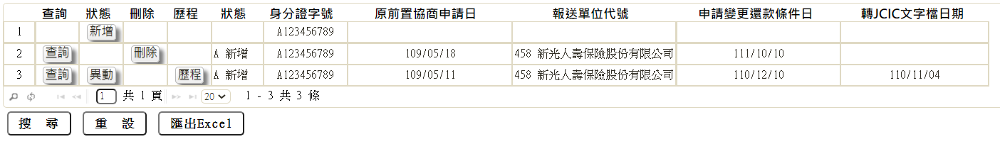 查詢 狀態 刪除 歷程 狀態 身分證字號 原前置協商申請日 報送單位代號 申請變更還款條件日 轉JCIC文字檔日期
1 新增 A123456789
2 查詢 刪除 A 新增 A123456789 109/05/18 458 新光人壽保險股份有限公司 111/10/10
3 查詢 異動 歷程 A 新增 A123456789 109/05/11 458 新光人壽保險股份有限公司 110/12/10 110/11/04
1 共 1 頁 20 1 - 3 共 3 條
搜 尋 重 設 匯出Excel